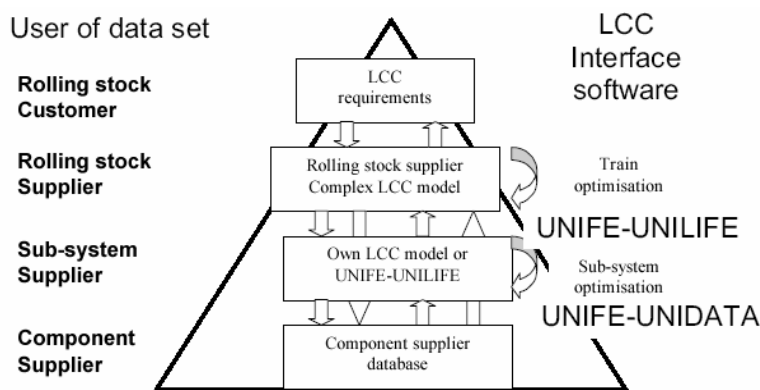 User of data set
LCC
Interface
software
Rolling stock
Customer
LCC
requirements
Rolling stock
Supplier
Rolling stock supplier
Complex LCC model
Train
optimisation
UNIFE-UNILIFE
Sub-system
Supplier
Own LCC model or
UNIFE-UNILIFE
Sub-system
optimisation
UNIFE-UNIDATA
Component
Supplier
Component supplier
database